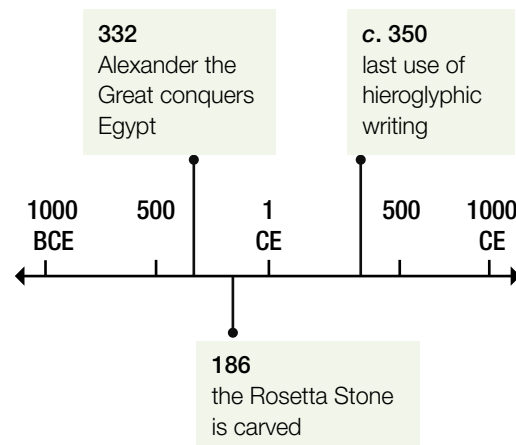 332
Alexander the
Great conquers
Egypt
c. 350
last use of
hieroglyphic
writing
1000
BCE
500
1
CE
500
1000
CE
186
the Rosetta Stone
is carved